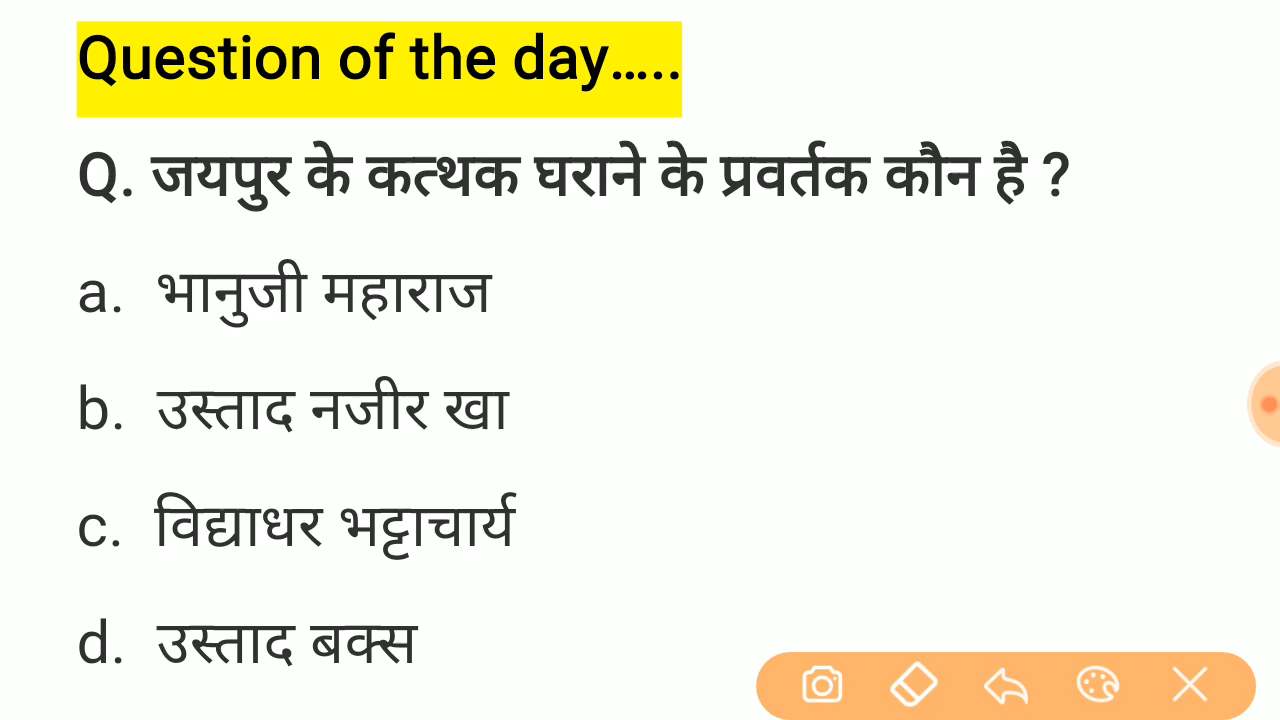 Question of the day.....
Q. जयपुर के कत्थक घराने के प्रवर्तक कौन है ?
a. भानुजी महाराज
b. उस्ताद नजीर खा
c. विद्याधर भट्टाचार्य
d. उस्ताद बक्स